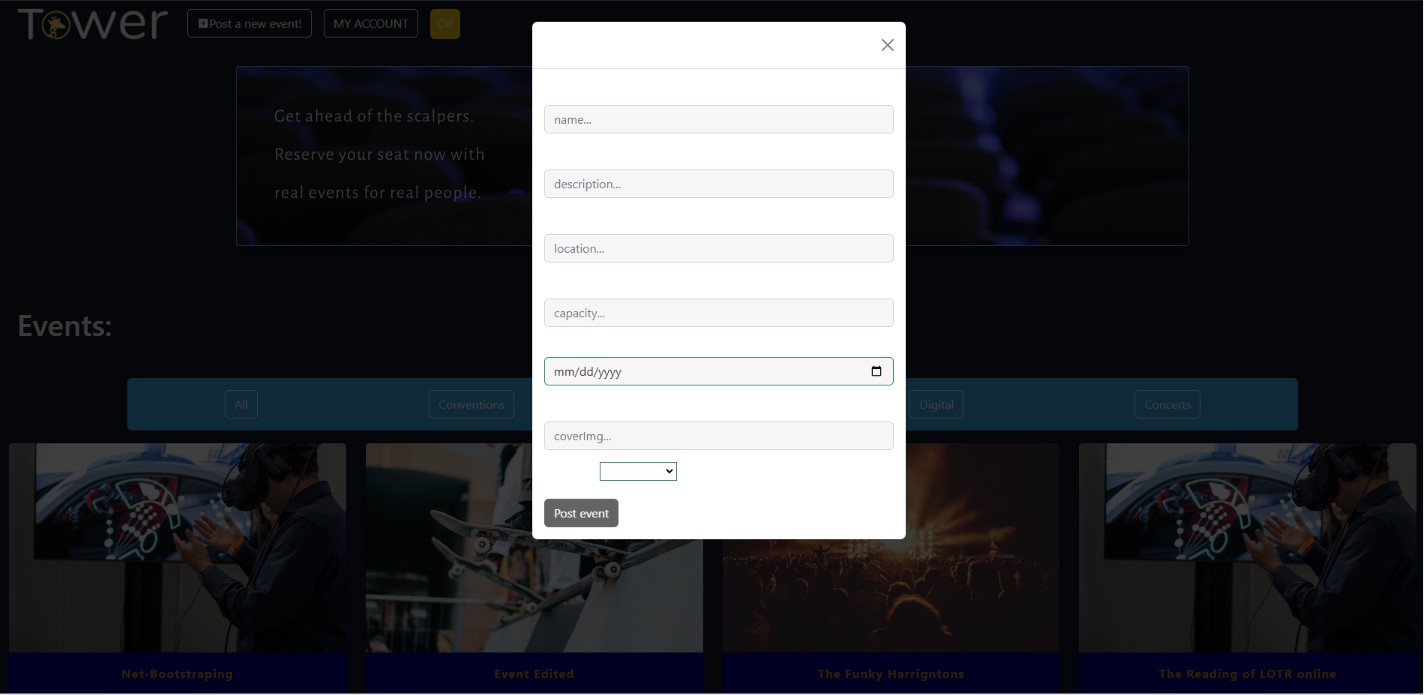 Tower
Post a new event!
MY ACCOUNT
CR
Get ahead of the scalpers.
Reserve your seat now with
real events for real people.
Events:
All
Conventions
Digital
Concerts
name...
description...
location...
capacity...
mm/dd/yyyy
coverImg...
Post event
Net-Bootstraping
Event Edited
The Funky Harrigntons
The Reading of LOTR online